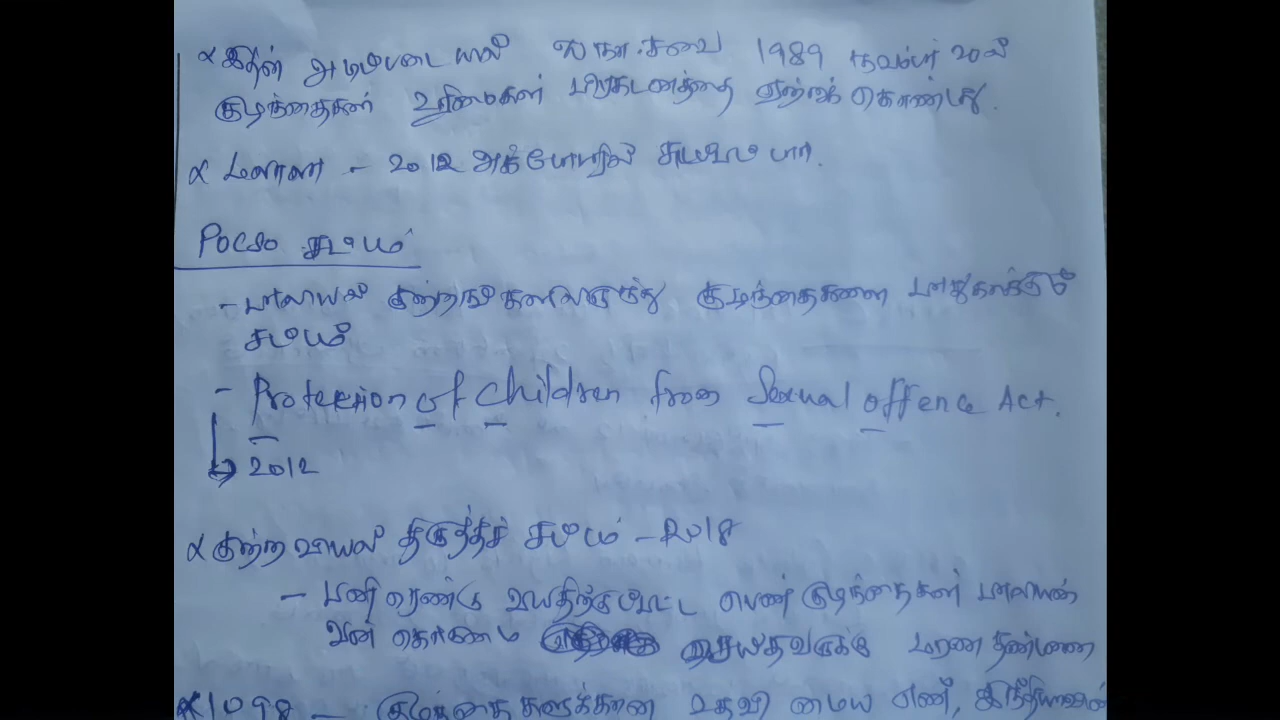 இதன் அடிப்படையில் ஐ.நா.சபை 1989 நவம்பர் 20ல்
குழந்தைகள் உரிமைகள் பிரகடனத்தை ஏற்றுக் கொண்டது.
மலாலா - 2012 அக்டோபரில் சுடப்பட்டார்.
POCSO சட்டம்
- பாலியல் குற்றங்களிலிருந்து குழந்தைகளை பாதுகாக்கும்
சட்டம்
- Protection of Children from Sexual offence Act.
2012
குற்றவியல் திருத்தச் சட்டம் - 2018
- பனிரெண்டு வயதிற்குட்பட்ட பெண் குழந்தைகள் பாலியன்
வன் கொடுமை செய்தவருக்கு மரண தண்டனை
1098 - குழந்தைகளுக்கான உதவி மைய எண், இந்தியாவின்